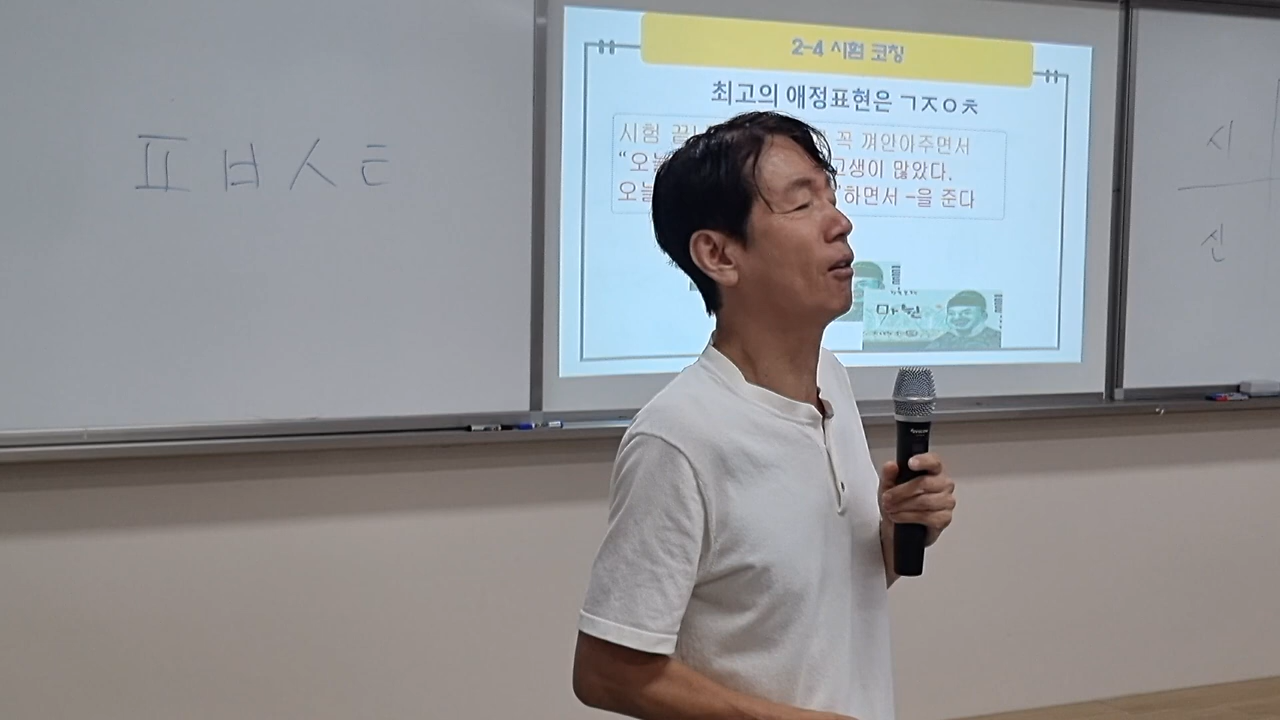 ㅍ ㅂ ㅅ ㅌ
2-4 시험 코칭
최고의 애정표현은 ㄱㅈㅇㅊ
시험 끝 꼭 껴안아주면서
“오늘 고생이 많았다.
오늘 "하면서 -을 준다
만원
시
신